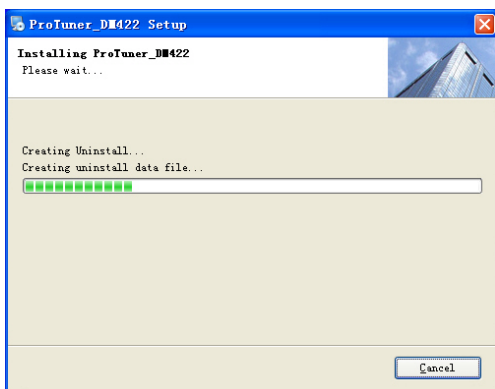 ProTuner_DM422 Setup
Installing ProTuner_DM422
Please wait...
Creating Uninstall...
Creating uninstall data file...
Cancel